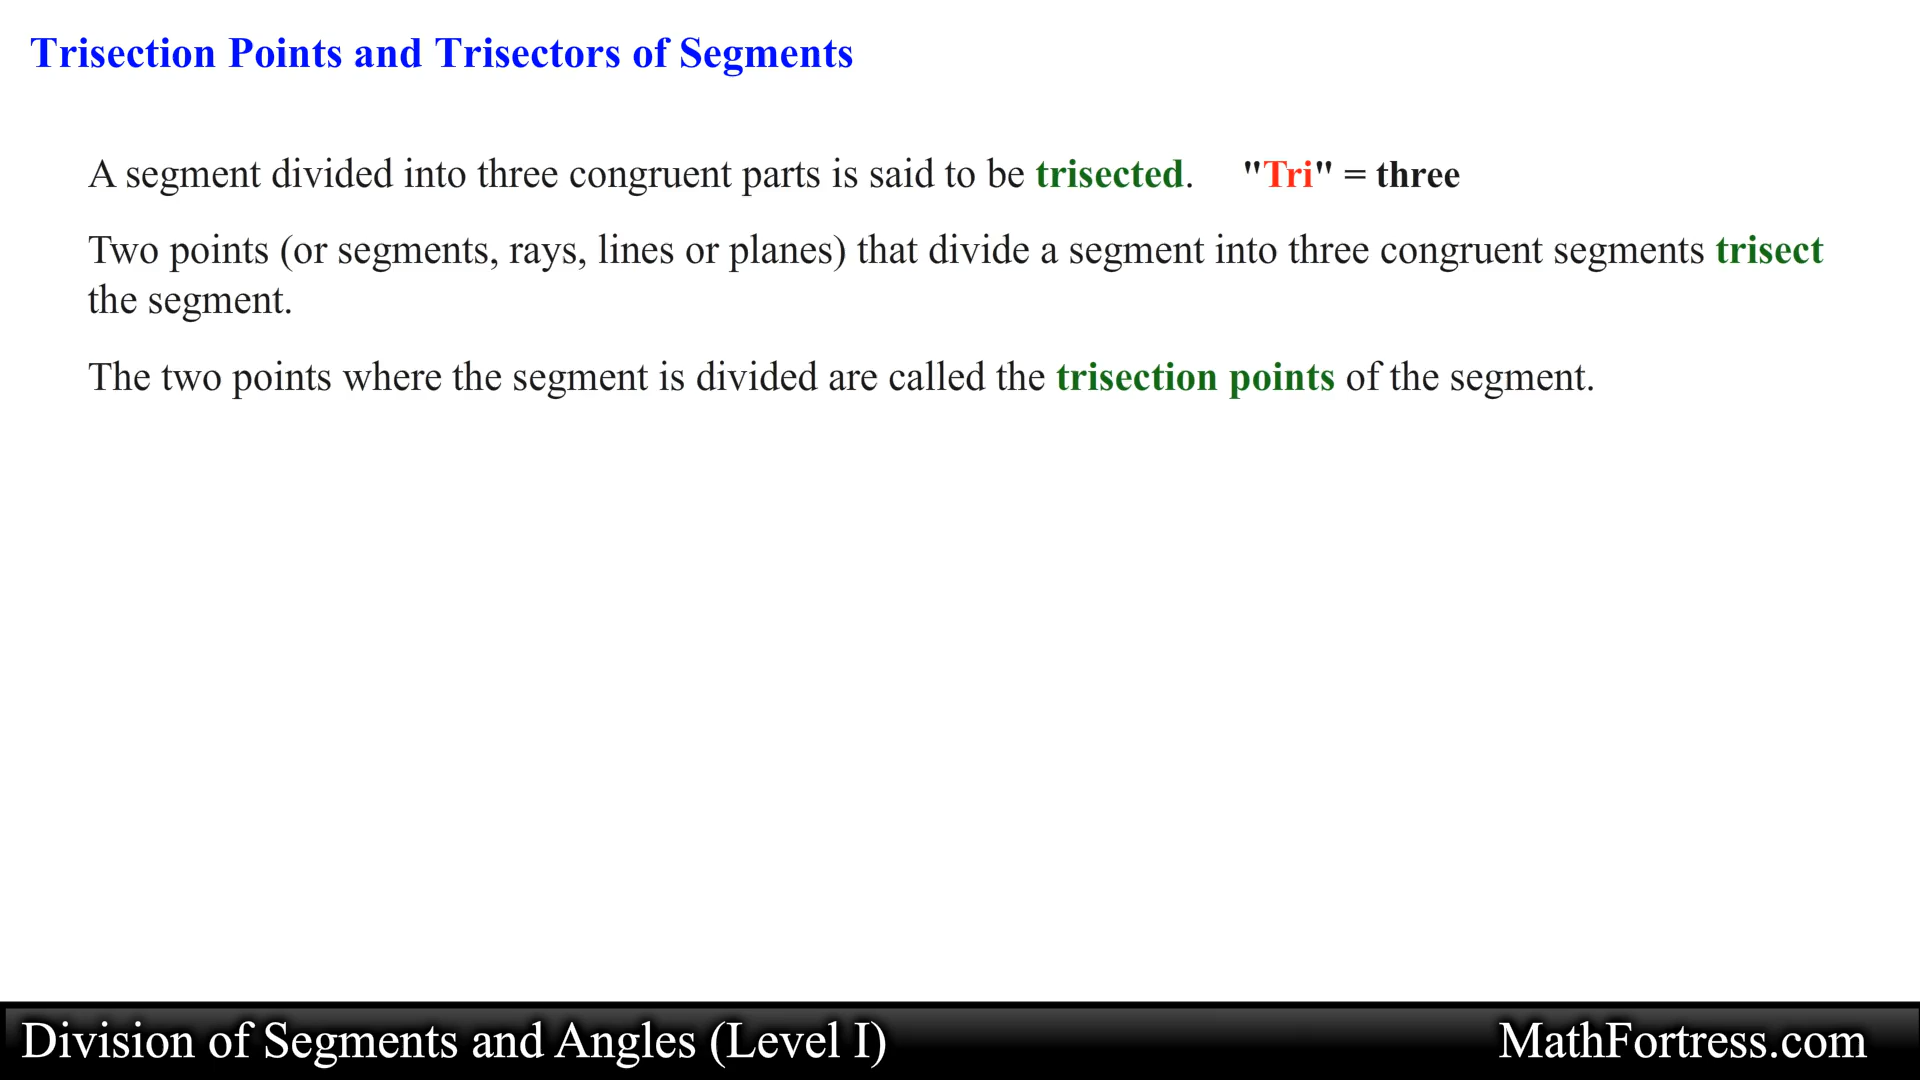 Trisection Points and Trisectors of Segments
A segment divided into three congruent parts is said to be trisected. "Tri" = three
Two points (or segments, rays, lines or planes) that divide a segment into three congruent segments trisect
the segment.
The two points where the segment is divided are called the trisection points of the segment.
Division of Segments and Angles (Level I)
MathFortress.com